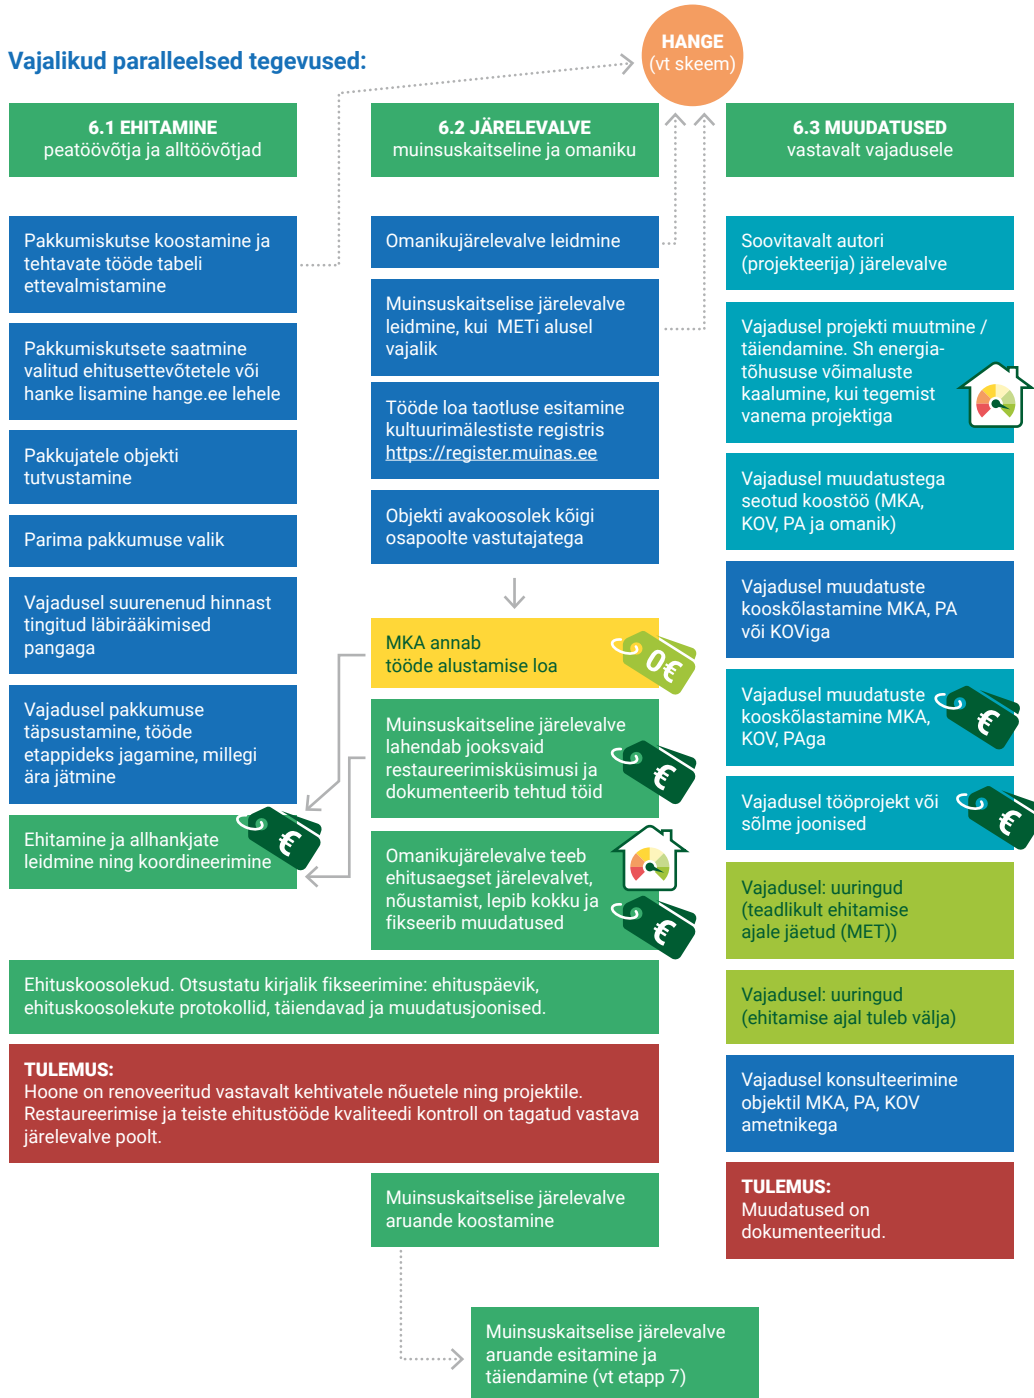 Vajalikud paralleelsed tegevused:
HANGE
(vt skeem)
6.1 EHITAMINE
peatöövõtja ja alltöövõtjad
Pakkumiskutse koostamine ja
tehtavate tööde tabeli
ettevalmistamine
Pakkumiskutsete saatmine
valitud ehitusettevõtetele või
hanke lisamine hange.ee lehele
Pakkujatele objekti
tutvustamine
Parima pakkumuse valik
Vajadusel suurenenud hinnast
tingitud läbirääkimised
pangaga
Vajadusel pakkumuse
täpsustamine, tööde
etappideks jagamine, millegi
ära jätmine
Ehitamine ja allhankjate
leidmine ning koordineerimine
€
6.2 JÄRELEVALVE
muinsuskaitseline ja omaniku
Omanikujärelevalve leidmine
Muinsuskaitselise järelevalve
leidmine, kui METi alusel
vajalik
Tööde loa taotluse esitamine
kultuurimälestiste registris
https://register.muinas.ee
Objekti avakoosolek kõigi
osapoolte vastutajatega
MKA annab
tööde alustamise loa
0€
Muinsuskaitseline järelevalve
lahendab jooksvaid
restaureerimisküsimusi ja
dokumenteerib tehtud töid
€
Omanikujärelevalve teeb
ehitusaegset järelevalvet,
nõustamist, lepib kokku ja
fikseerib muudatused
€
Ehituskoosolekud. Otsustatu kirjalik fikseerimine: ehituspäevik,
ehituskoosolekute protokollid, täiendavad ja muudatusjoonised.
TULEMUS:
Hoone on renoveeritud vastavalt kehtivatele nõuetele ning projektile.
Restaureerimise ja teiste ehitustööde kvaliteedi kontroll on tagatud vastava
järelevalve poolt.
Muinsuskaitselise järelevalve
aruande koostamine
Muinsuskaitselise järelevalve
aruande esitamine ja
täiendamine (vt etapp 7)
6.3 MUUDATUSED
vastavalt vajadusele
Soovitavalt autori
(projekteerija) järelevalve
Vajadusel projekti muutmine /
täiendamine. Sh energia-
tõhususe võimaluste
kaalumine, kui tegemist
vanema projektiga
Vajadusel muudatustega
seotud koostöö (MKA,
KOV, PA ja omanik)
Vajadusel muudatuste
kooskõlastamine MKA, PA
või KOViga
Vajadusel muudatuste
kooskõlastamine MKA,
KOV, PAga
€
Vajadusel tööprojekt või
sõlme joonised
€
Vajadusel: uuringud
(teadlikult ehitamise
ajale jäetud (MET))
Vajadusel: uuringud
(ehitamise ajal tuleb välja)
Vajadusel konsulteerimine
objektil MKA, PA, KOV
ametnikega
TULEMUS:
Muudatused on
dokumenteeritud.